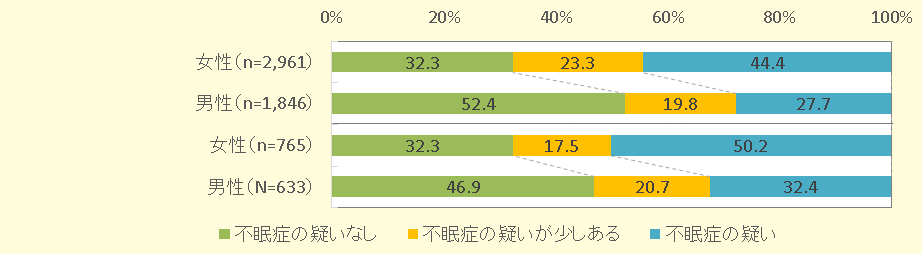 0% 20% 40% 60% 80% 100%
女性（n=2,961） 32.3 23.3 44.4
男性（n=1,846） 52.4 19.8 27.7
女性（n=765） 32.3 17.5 50.2
男性（N=633） 46.9 20.7 32.4
不眠症の疑いなし 不眠症の疑いが少しある 不眠症の疑い